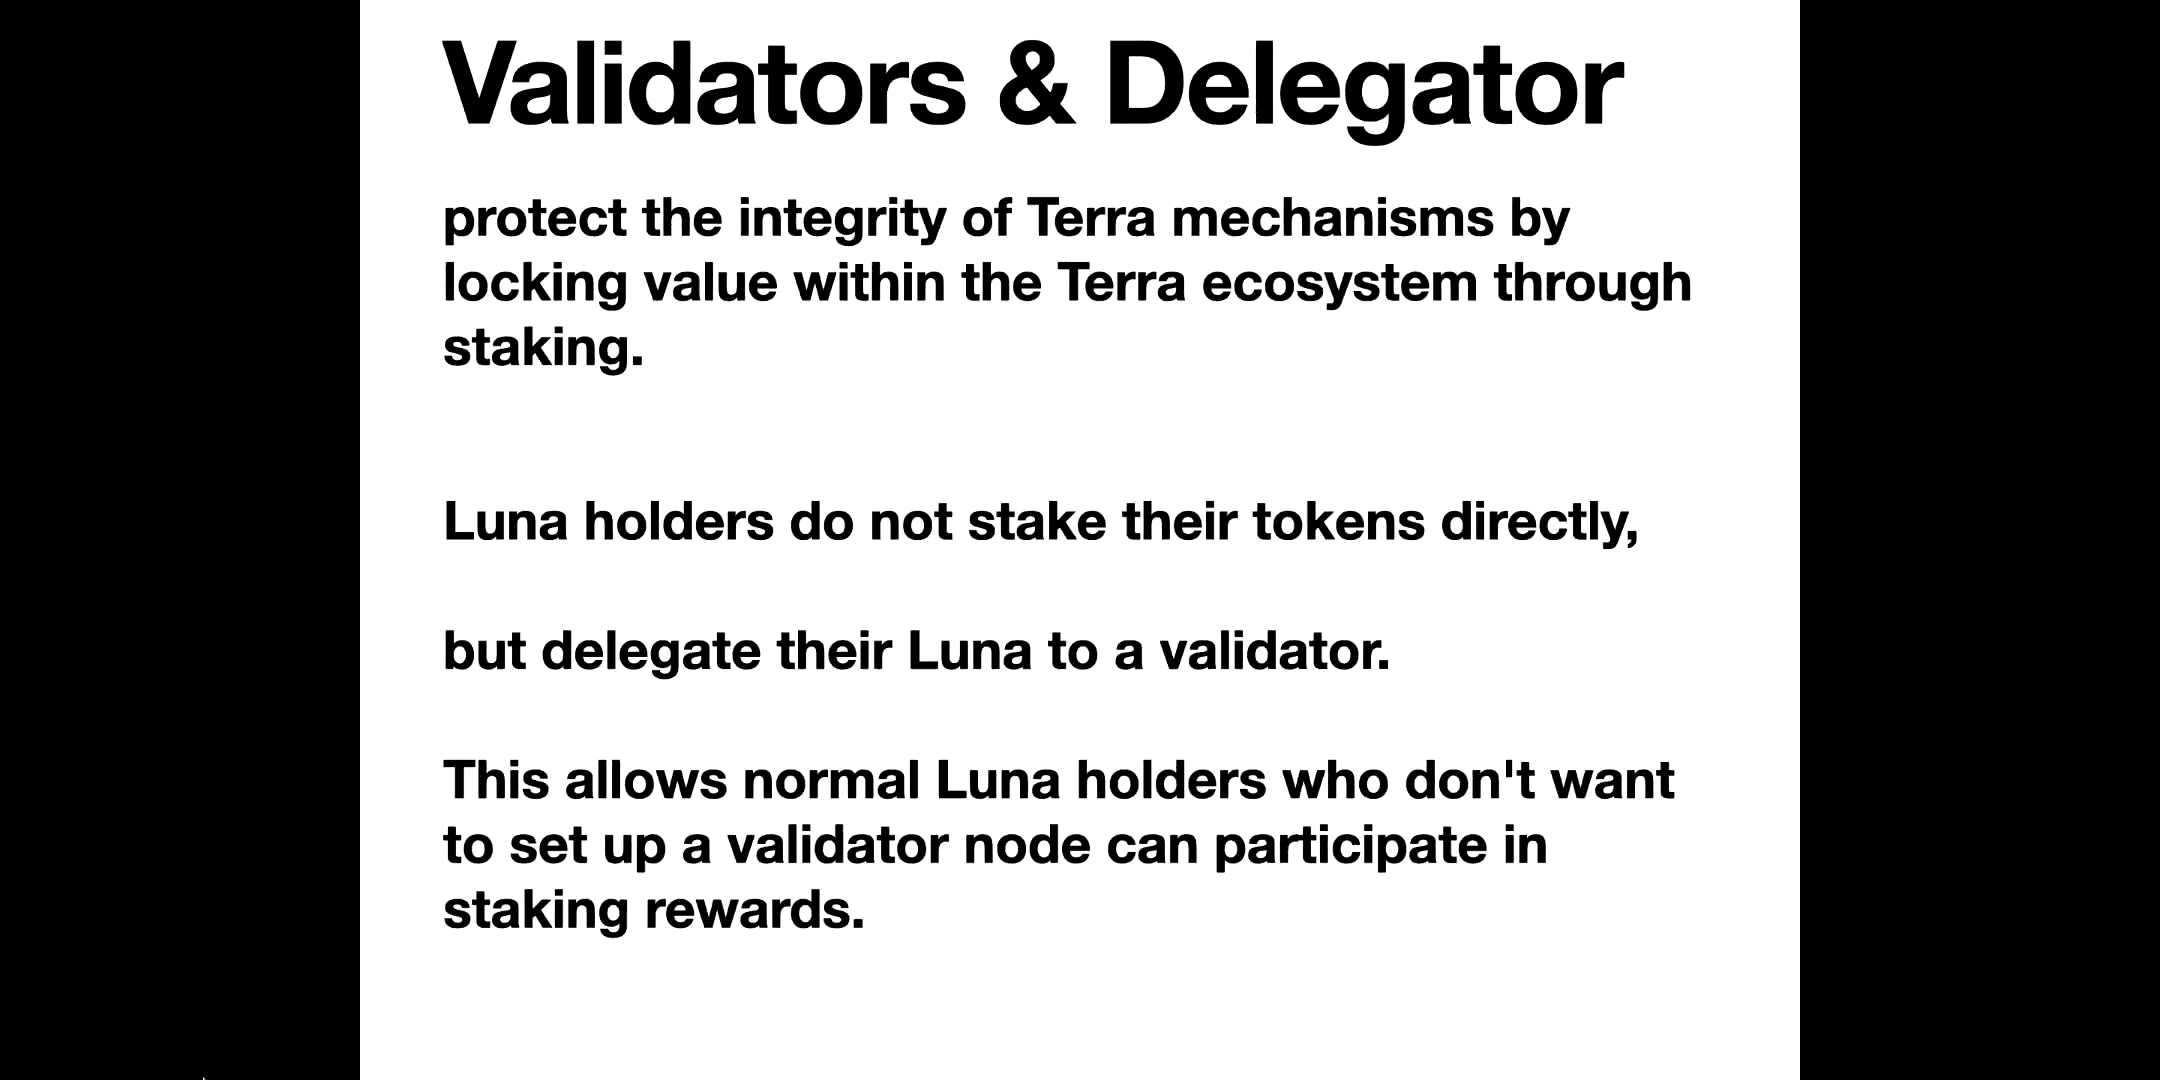 Validators & Delegator
protect the integrity of Terra mechanisms by
locking value within the Terra ecosystem through
staking.
Luna holders do not stake their tokens directly,
but delegate their Luna to a validator.
This allows normal Luna holders who don't want
to set up a validator node can participate in
staking rewards.